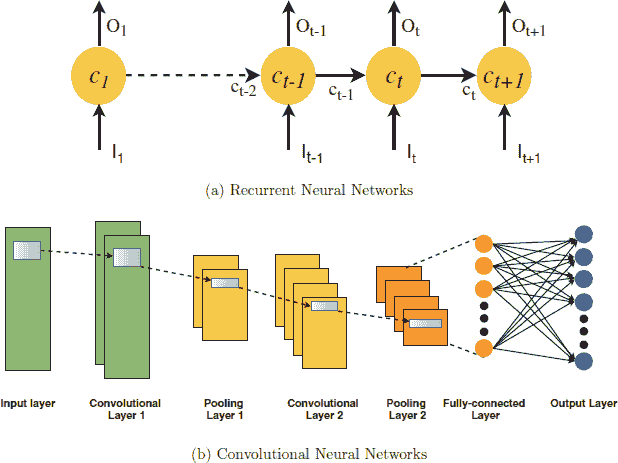 O1 Ot-1 Ot Ot+1
c1 ct-2 ct-1 ct-1 ct ct ct+1
I1 It-1 It It+1
(a) Recurrent Neural Networks
Input layer
Convolutional
Layer 1
Pooling
Layer 1
Convolutional
Layer 2
Pooling
Layer 2
Fully-connected
Layer
Output Layer
(b) Convolutional Neural Networks